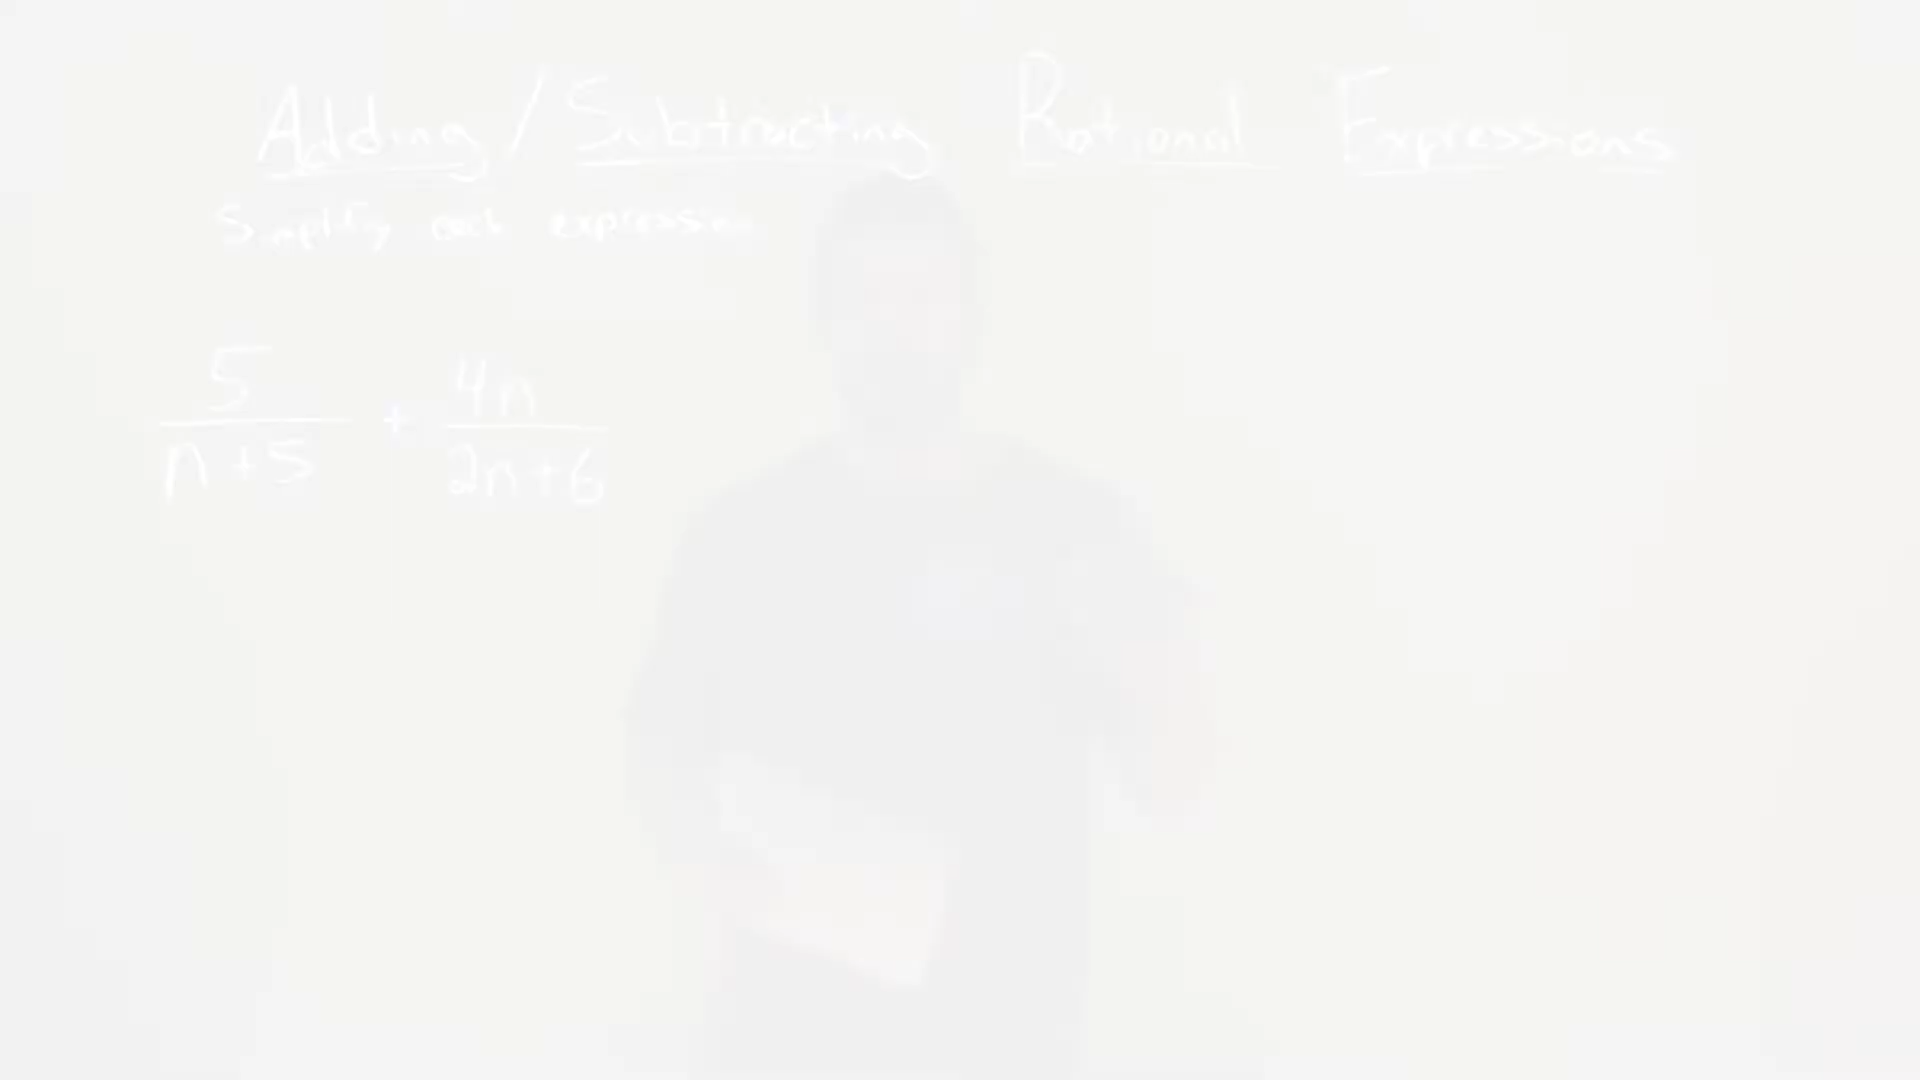 Adding/Subtracting Rational Expressions
Simplify each expression
5/(n+5) + 4n/(2n+6)